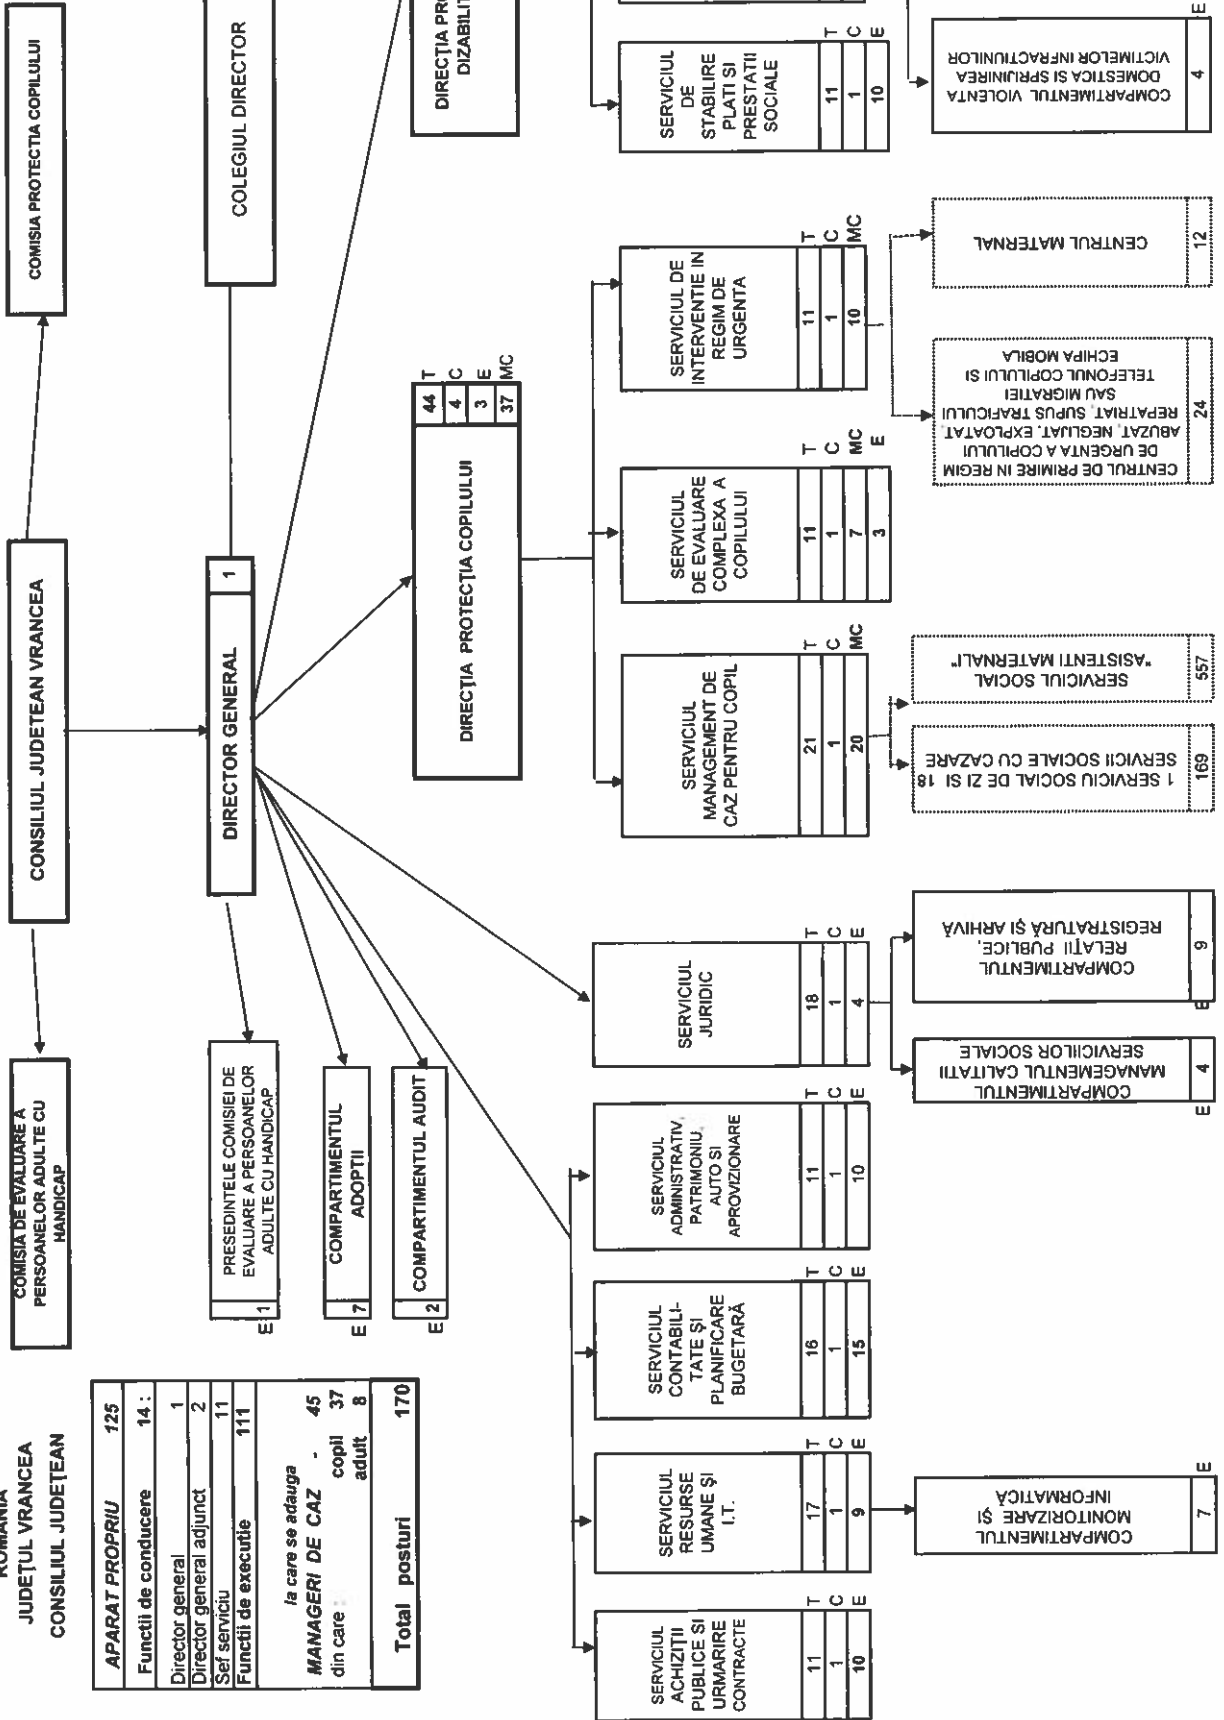 ROMANIA
JUDEȚUL VRANCEA
CONSILIUL JUDEȚEAN
APARAT PROPRIU 125
Functii de conducere 14 :
Director general 1
Director general adjunct 2
Sef serviciu 11
Functii de executie 111
la care se adauga
MANAGERI DE CAZ - 45
din care : copil 37
adult 8
Total posturi 170
COMISIA DE EVALUARE A
PERSOANELOR ADULTE CU
HANDICAP
CONSILIUL JUDETEAN VRANCEA
COMISIA PROTECTIA COPILULUI
PRESEDINTELE COMISIEI DE
EVALUARE A PERSOANELOR
ADULTE CU HANDICAP
E 1
DIRECTOR GENERAL 1
COLEGIUL DIRECTOR
COMPARTIMENTUL
ADOPTII
E 7
COMPARTIMENTUL AUDIT
E 2
DIRECȚIA PROTECȚIA COPILULUI
44 T
4 C
3 E
37 MC
DIRECȚIA PRO
DIZABILIT
SERVICIUL
ACHIZIȚII
PUBLICE SI
URMARIRE
CONTRACTE
11 T
1 C
10 E
SERVICIUL
RESURSE
UMANE ȘI
I.T.
17 T
1 C
9 E
SERVICIUL
CONTABILI-
TATE ȘI
PLANIFICARE
BUGETARĂ
16 T
1 C
15 E
SERVICIUL
ADMINISTRATIV,
PATRIMONIU,
AUTO SI
APROVIZIONARE
11 T
1 C
10 E
SERVICIUL
JURIDIC
18 T
1 C
4 E
SERVICIUL
MANAGEMENT DE
CAZ PENTRU COPIL
21 T
1 C
20 MC
SERVICIUL
DE EVALUARE
COMPLEXA A
COPILULUI
11 T
1 C
7 MC
3 E
SERVICIUL DE
INTERVENTIE IN
REGIM DE
URGENTA
11 T
1 C
10 MC
SERVICIUL
DE
STABILIRE
PLATI SI
PRESTATII
SOCIALE
11 T
1 C
10 E
COMPARTIMENTUL
MONITORIZARE ȘI
INFORMATICĂ
7 E
COMPARTIMENTUL
MANAGEMENTUL CALITATII
SERVICIILOR SOCIALE
E 4
COMPARTIMENTUL
RELAȚII PUBLICE,
REGISTRATURĂ ȘI ARHIVĂ
E 9
1 SERVICIU SOCIAL DE ZI SI 18
SERVICII SOCIALE CU CAZARE
169
SERVICIUL SOCIAL
"ASISTENTI MATERNALI"
557
CENTRUL DE PRIMIRE IN REGIM
DE URGENTA A COPILULUI
ABUZAT, NEGLIJAT, EXPLOATAT,
REPATRIAT, SUPUS TRAFICULUI
SAU MIGRATIEI
TELEFONUL COPILULUI SI
ECHIPA MOBILA
24
CENTRUL MATERNAL
12
COMPARTIMENTUL VIOLENTA
DOMESTICA SI SPRIJINIREA
VICTIMELOR INFRACTIUNILOR
4 E